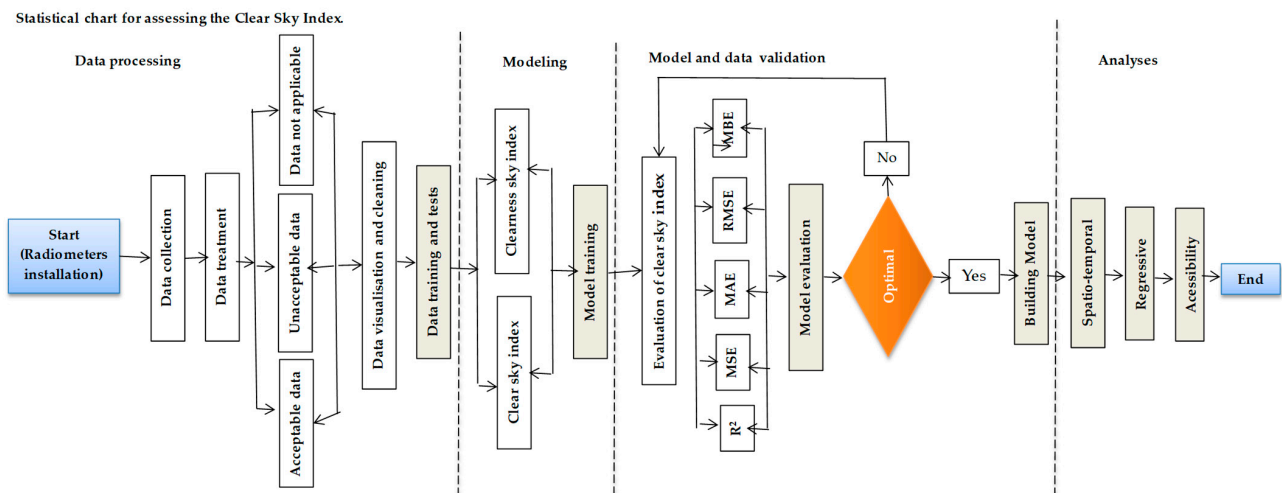 Statistical chart for assessing the Clear Sky Index.
Data processing
Modeling
Model and data validation
Analyses
Start
(Radiometers
installation)
Data collection
Data treatment
Data not applicable
Unacceptable data
Acceptable data
Data visualisation and cleaning
Data training and tests
Clearness sky index
Clear sky index
Model training
Evaluation of clear sky index
MBE
RMSE
MAE
MSE
R²
Model evaluation
Optimal
No
Yes
Building Model
Spatio-temporal
Regressive
Acessibility
End